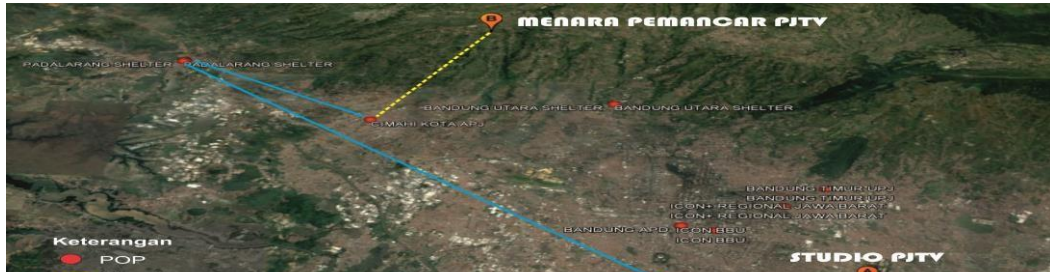 B
MENARA PEMANCAR PJTV
PADALARANG SHELTER
PADALARANG SHELTER
BANDUNG UTARA SHELTER
BANDUNG UTARA SHELTER
CIMAHI KOTA APJ
BANDUNG TIMUR UPJ
BANDUNG TIMUR UPJ
ICON+ REGIONAL JAWA BARAT
ICON+ REGIONAL JAWA BARAT
BANDUNG APD
ICON BBU
ICON BBU
Keterangan
POP
STUDIO PJTV